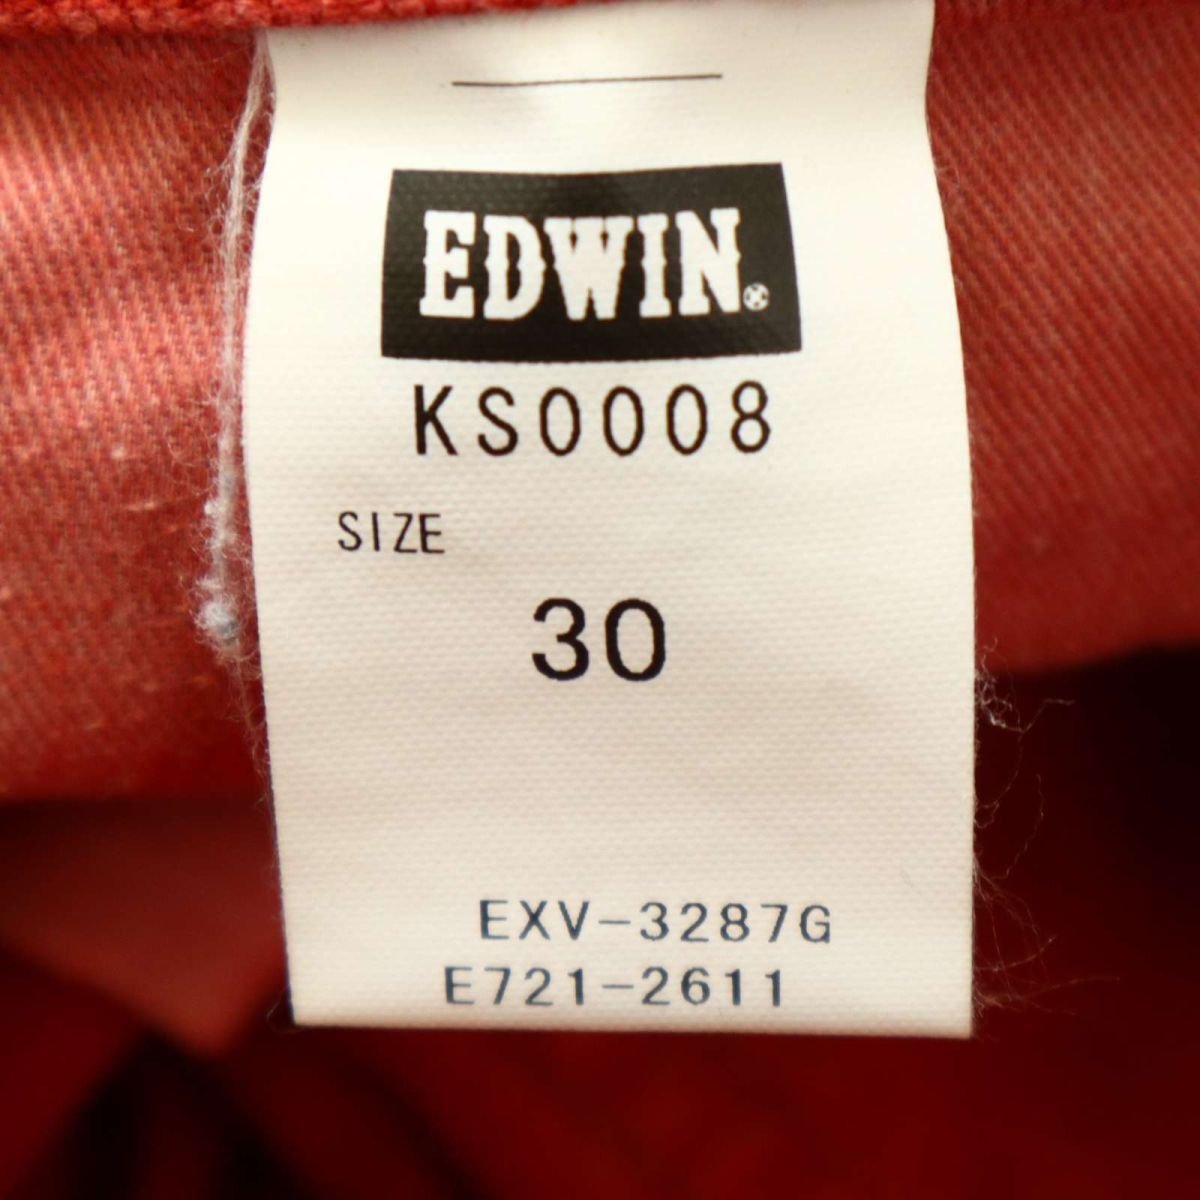 EDWIN
KS0008
SIZE
30
EXV-3287G
E721-2611